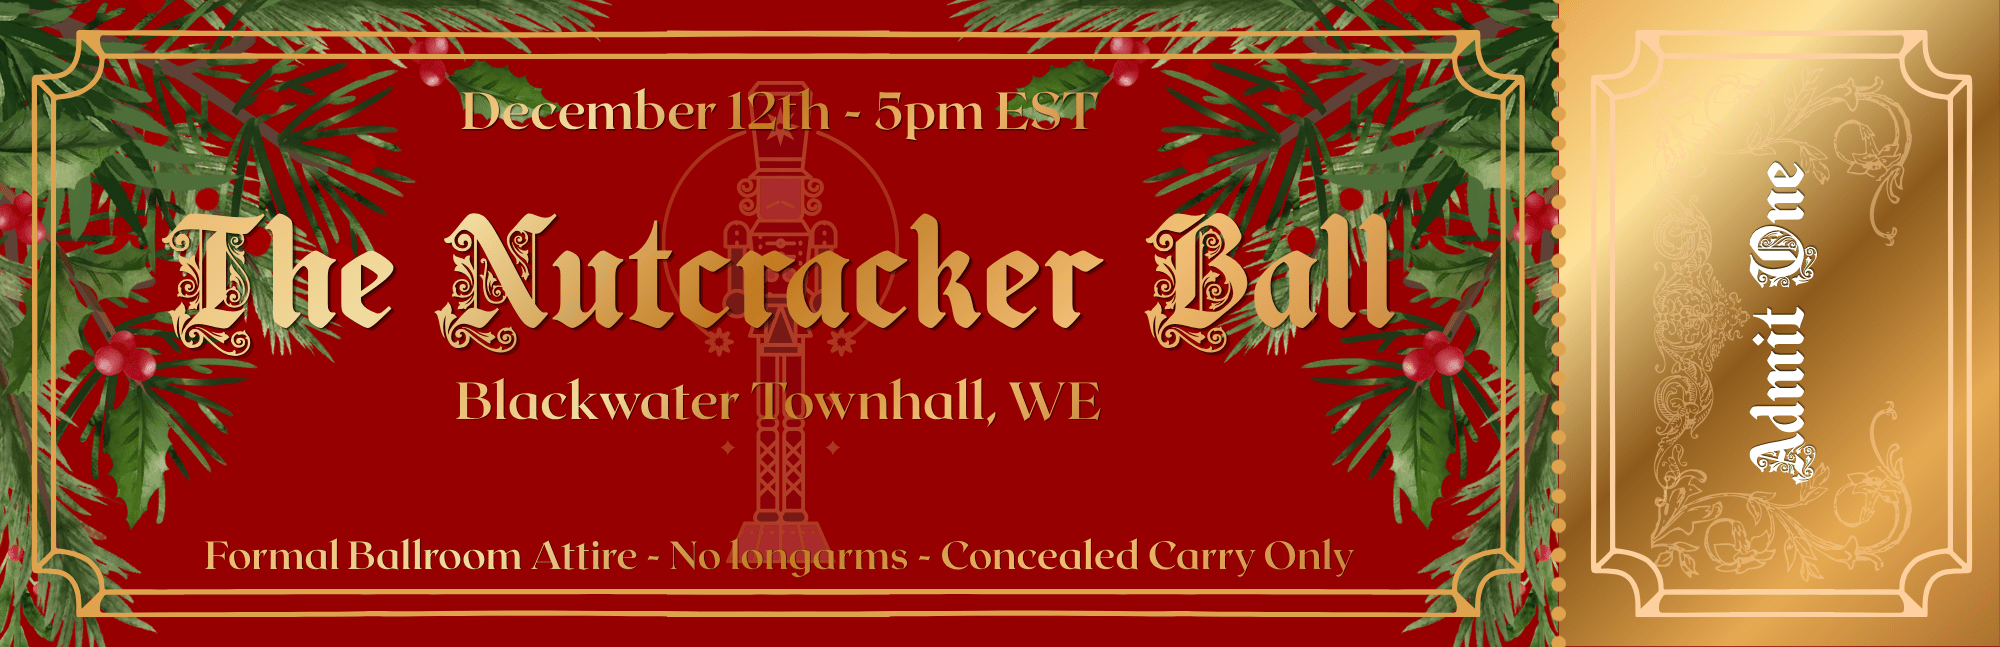 December 12th - 5pm EST
The Nutcracker Ball
Blackwater Townhall, WE
Formal Ballroom Attire - No longarms - Concealed Carry Only
Admit One